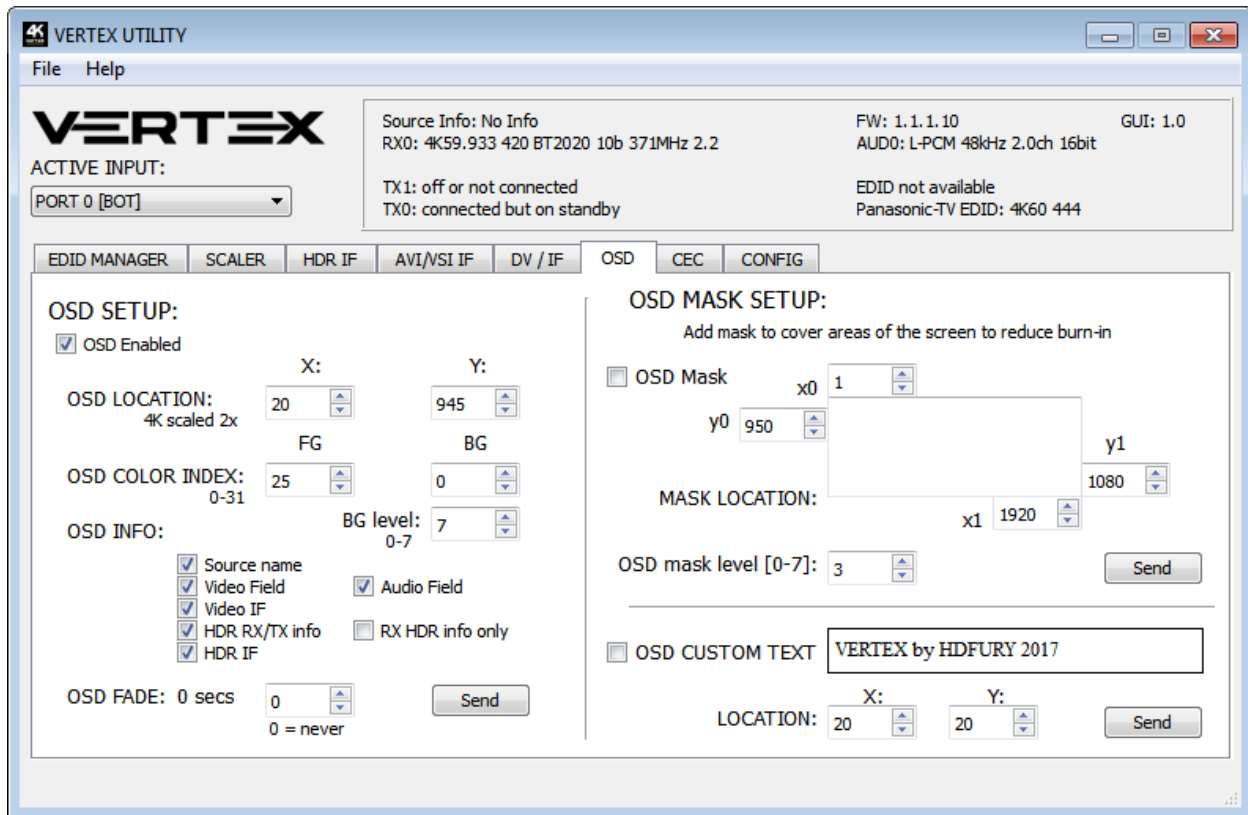 4K
VERTEX UTILITY
File Help
VERTEX
ACTIVE INPUT:
PORT 0 [BOT]
Source Info: No Info
RX0: 4K59.933 420 BT2020 10b 371MHz 2.2
TX1: off or not connected
TX0: connected but on standby
FW: 1.1.1.10 GUI: 1.0
AUD0: L-PCM 48kHz 2.0ch 16bit
EDID not available
Panasonic-TV EDID: 4K60 444
EDID MANAGER SCALER HDR IF AVI/VSI IF DV / IF OSD CEC CONFIG
OSD SETUP:
OSD Enabled
X: Y:
OSD LOCATION: 20 945
4K scaled 2x
FG BG
OSD COLOR INDEX: 25 0
0-31
OSD INFO:
BG level: 7
0-7
Source name
Video Field Audio Field
Video IF
HDR RX/TX info RX HDR info only
HDR IF
OSD FADE: 0 secs 0 Send
0 = never
OSD MASK SETUP:
Add mask to cover areas of the screen to reduce burn-in
OSD Mask x0 1
y0 950
y1
1080
MASK LOCATION:
x1 1920
OSD mask level [0-7]: 3 Send
OSD CUSTOM TEXT VERTEX by HDFURY 2017
X: Y:
LOCATION: 20 20 Send